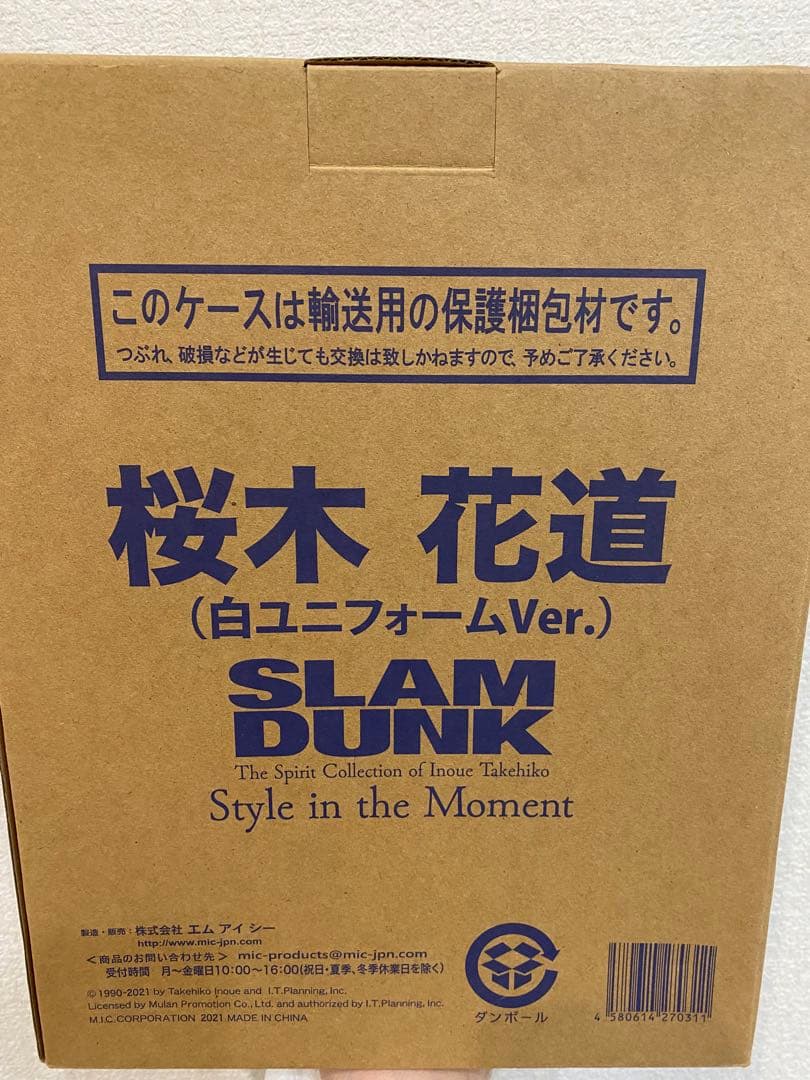 このケースは輸送用の保護梱包材です。
つぶれ、破損などが生じても交換は致しかねますので、予めご了承ください。
桜木 花道
(白ユニフォームVer.)
SLAM
DUNK
The Spirit Collection of Inoue Takehiko
Style in the Moment
製造・販売:株式会社 エム アイ シー
http://www.mic-jpn.com
<商品のお問い合わせ先> mic-products@mic-jpn.com
受付時間 月〜金曜日10:00〜16:00(祝日・夏季、冬季休業日を除く)
© 1990-2021 by Takehiko Inoue and I.T.Planning, Inc.
Licensed by Mulan Promotion Co., Ltd. and authorized by I.T.Planning, Inc.
M.I.C. CORPORATION 2021 MADE IN CHINA
ダンボール
4 580614 270311